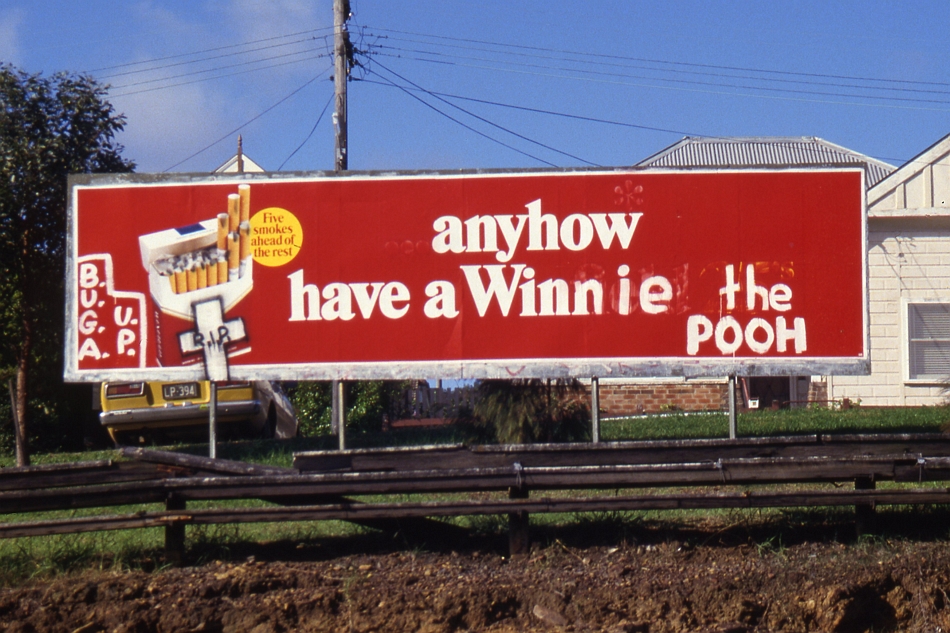 Five
smokes
ahead of
the rest
anyhow
have a Winnie the
POOH
B.
U.
G.
A.
U.
P.
R.I.P
LP·394